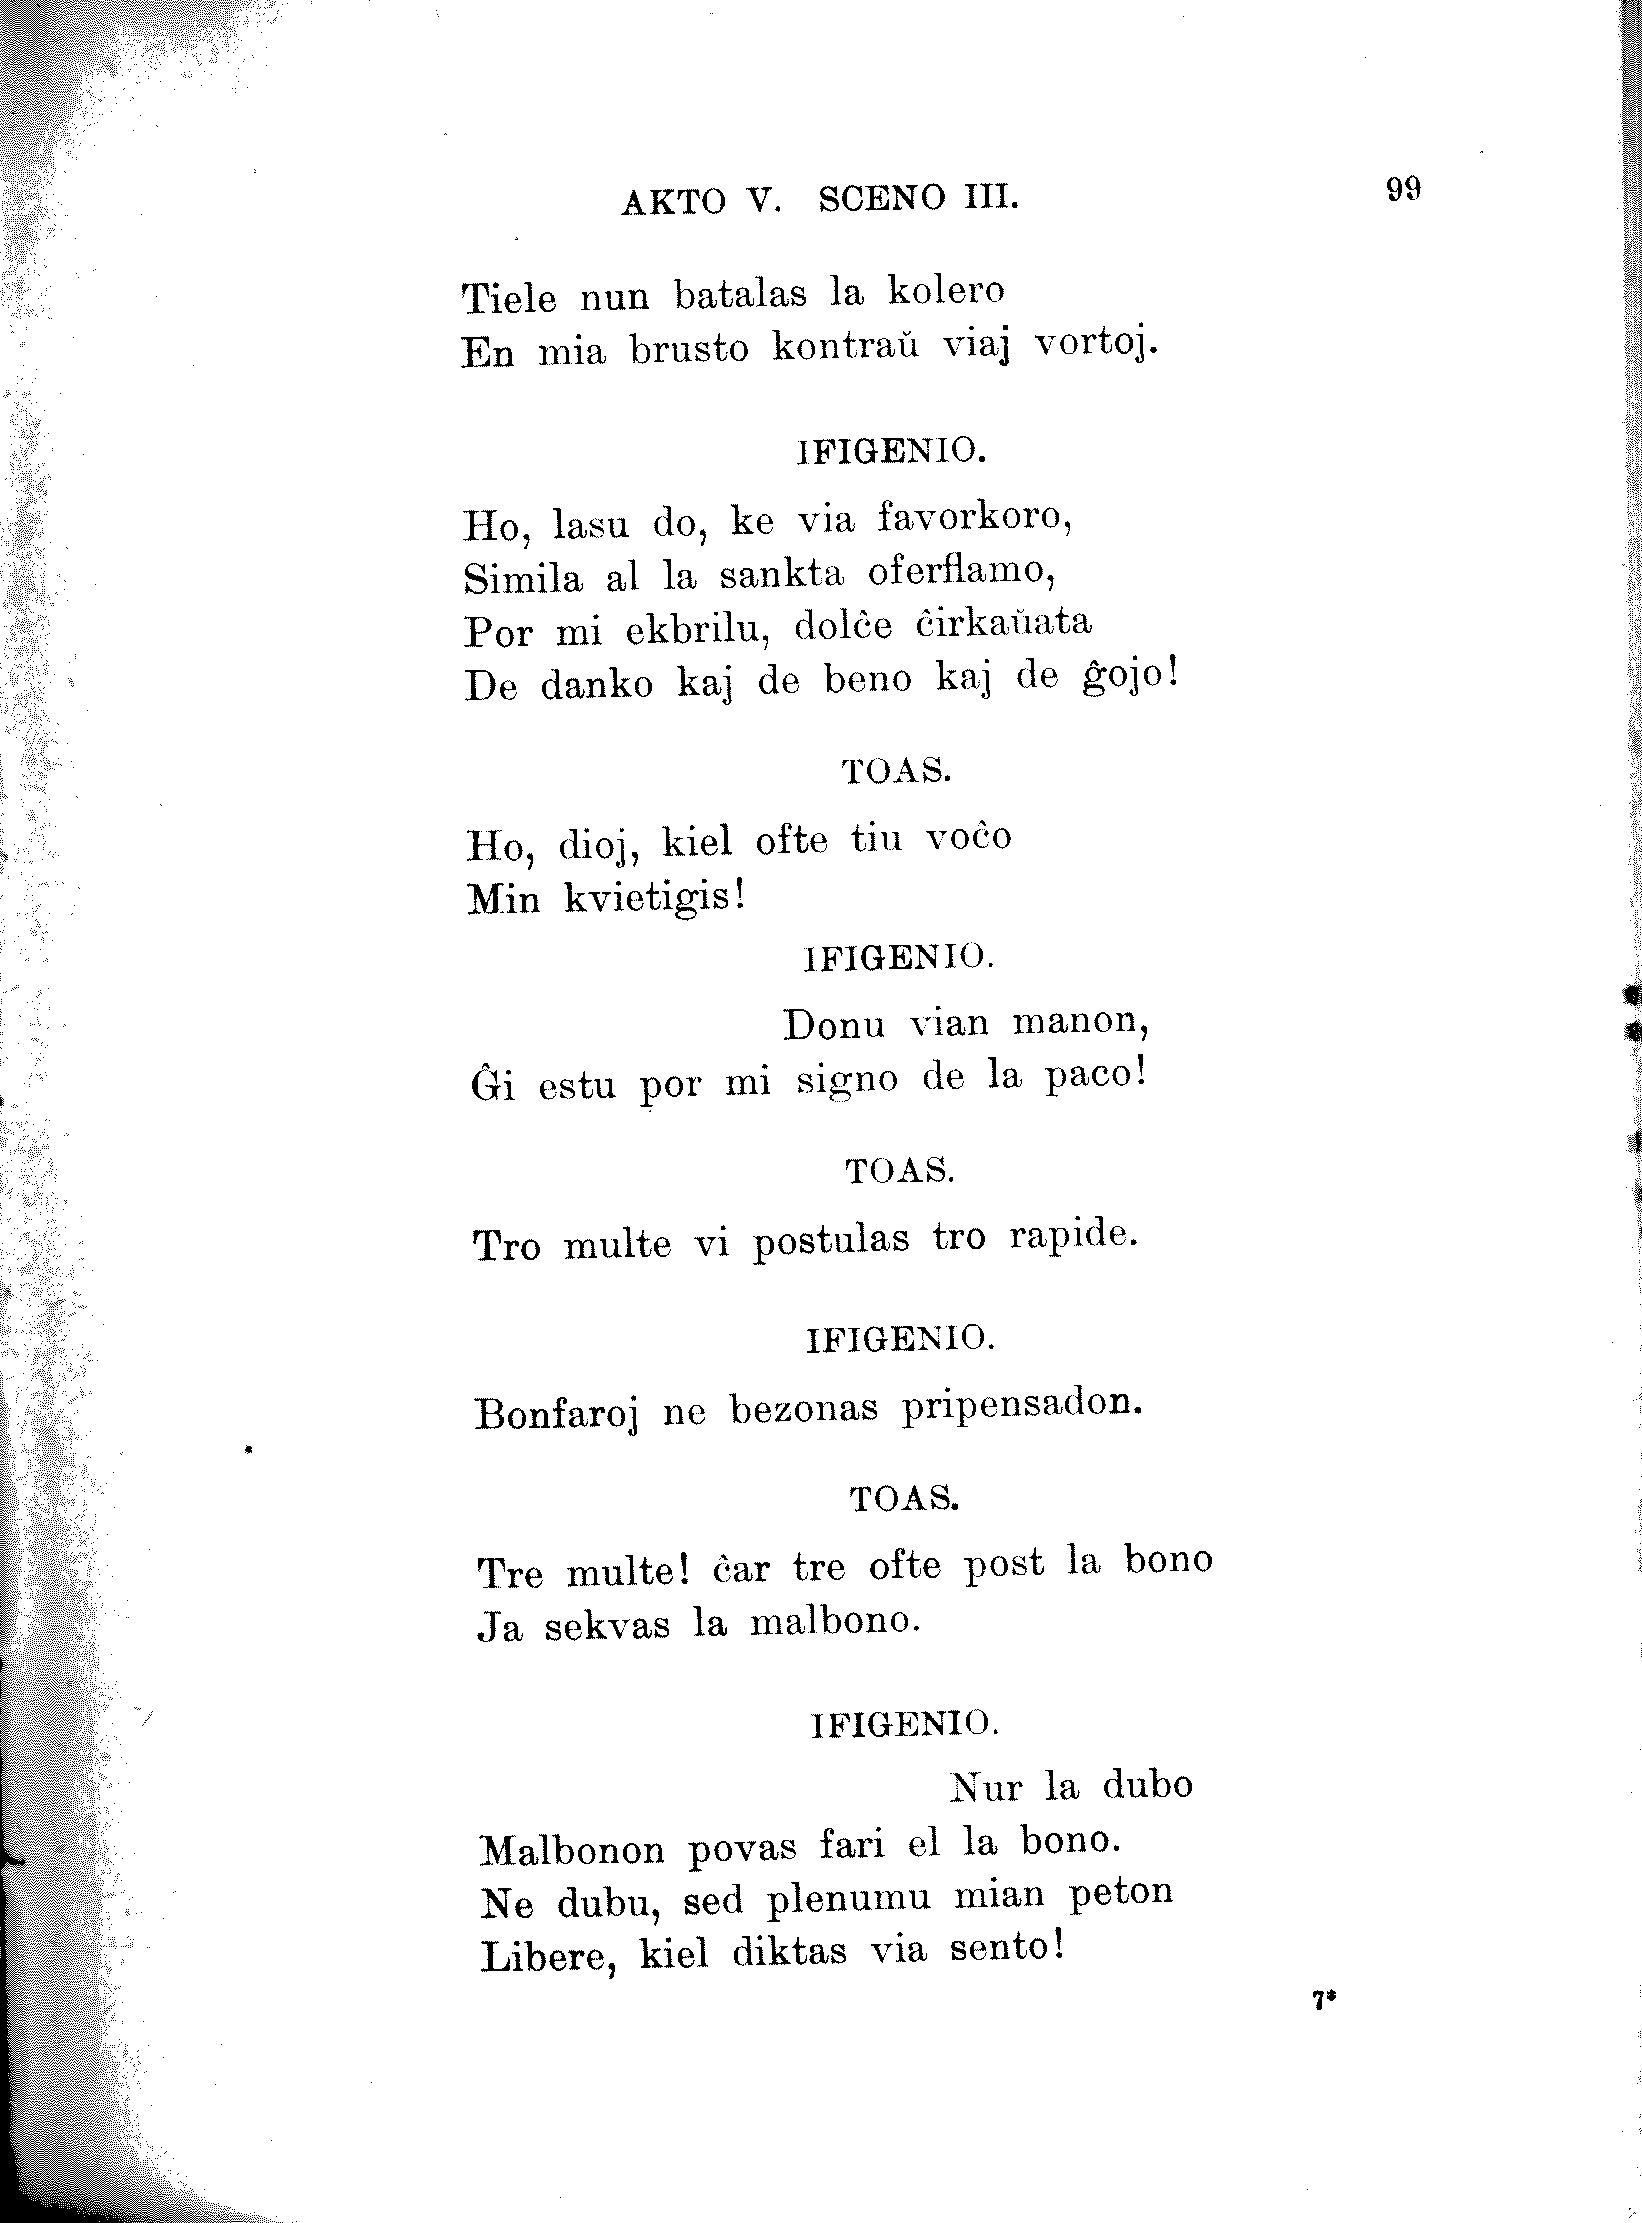 AKTO V. SCENO III. 99
Tiele nun batalas la kolero
En mia brusto kontraŭ viaj vortoj.
IFIGENIO.
Ho, lasu do, ke via favorkoro,
Simila al la sankta oferflamo,
Por mi ekbrilu, dolĉe ĉirkaŭata
De danko kaj de beno kaj de ĝojo!
TOAS.
Ho, dioj, kiel ofte tiu voĉo
Min kvietigis!
IFIGENIO.
Donu vian manon,
Ĝi estu por mi signo de la paco!
TOAS.
Tro multe vi postulas tro rapide.
IFIGENIO.
Bonfaroj ne bezonas pripensadon.
TOAS.
Tre multe! ĉar tre ofte post la bono
Ja sekvas la malbono.
IFIGENIO.
Nur la dubo
Malbonon povas fari el la bono.
Ne dubu, sed plenumu mian peton
Libere, kiel diktas via sento!
7*